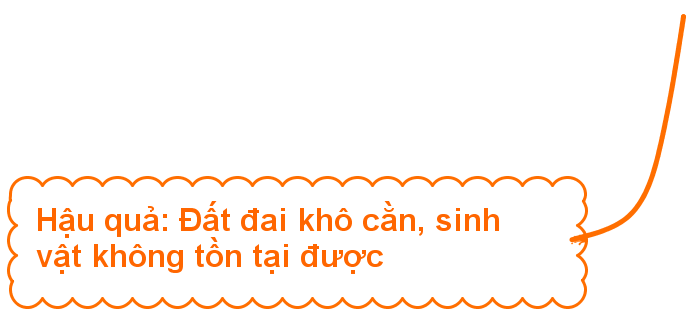 Hậu quả: Đất đai khô cằn, sinh
vật không tồn tại được